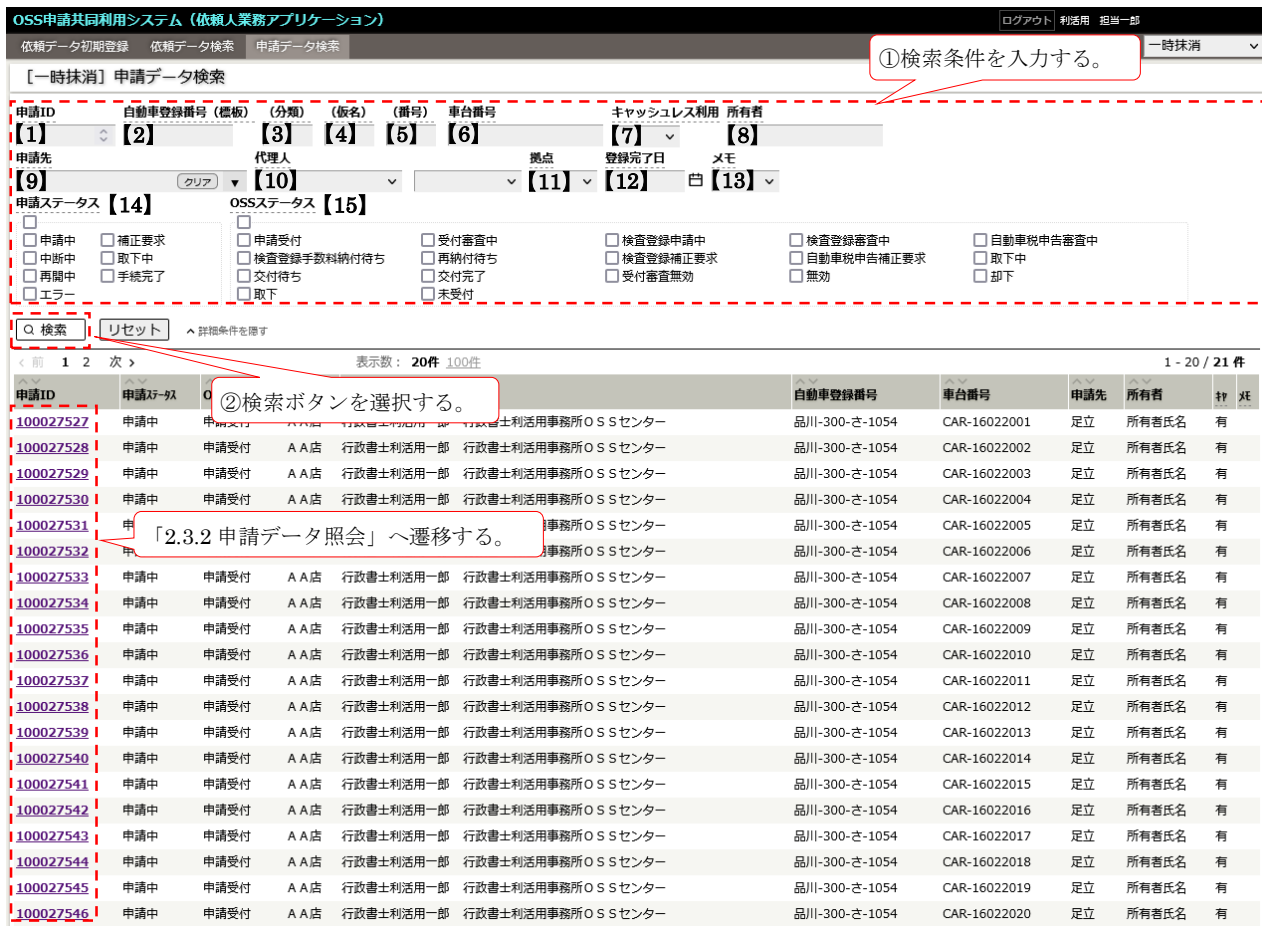 OSS申請共同利用システム（依頼人業務アプリケーション） ログアウト 利活用 担当一郎
依頼データ初期登録 依頼データ検索 申請データ検索 一時抹消
①検索条件を入力する。
［一時抹消］申請データ検索
申請ID 自動車登録番号（標板） （分類） （仮名） （番号） 車台番号 キャッシュレス利用 所有者
【1】 【2】 【3】 【4】 【5】 【6】 【7】 【8】
申請先 代理人 拠点 登録完了日 メモ
【9】 クリア ▼ 【10】 【11】 【12】 【13】
申請ステータス 【14】 OSSステータス 【15】
申請中 補正要求 申請受付 受付審査中 検査登録申請中 検査登録審査中 自動車税申告審査中
中断中 取下中 検査登録手数料納付待ち 再納付待ち 検査登録補正要求 自動車税申告補正要求 取下中
再開中 手続完了 交付待ち 交付完了 受付審査無効 無効 却下
エラー 取下 未受付
検索 リセット 詳細条件を隠す
前 1 2 次 表示数： 20件 100件 1 - 20 / 21 件
②検索ボタンを選択する。
申請ID 申請ｽﾃｰﾀｽ O 自動車登録番号 車台番号 申請先 所有者 ｷｬ ﾒﾓ
100027527 申請中 申請受付 ＡＡ店 行政書士利活用一郎 行政書士利活用事務所ＯＳＳセンター 品川-300-さ-1054 CAR-16022001 足立 所有者氏名 有
100027528 申請中 申請受付 ＡＡ店 行政書士利活用一郎 行政書士利活用事務所ＯＳＳセンター 品川-300-さ-1054 CAR-16022002 足立 所有者氏名 有
100027529 申請中 申請受付 ＡＡ店 行政書士利活用一郎 行政書士利活用事務所ＯＳＳセンター 品川-300-さ-1054 CAR-16022003 足立 所有者氏名 有
100027530 申請中 申請受付 ＡＡ店 行政書士利活用一郎 行政書士利活用事務所ＯＳＳセンター 品川-300-さ-1054 CAR-16022004 足立 所有者氏名 有
100027531 申 事務所ＯＳＳセンター 品川-300-さ-1054 CAR-16022005 足立 所有者氏名 有
「2.3.2 申請データ照会」へ遷移する。
100027532 申 事務所ＯＳＳセンター 品川-300-さ-1054 CAR-16022006 足立 所有者氏名 有
100027533 申請中 申請受付 ＡＡ店 行政書士利活用一郎 行政書士利活用事務所ＯＳＳセンター 品川-300-さ-1054 CAR-16022007 足立 所有者氏名 有
100027534 申請中 申請受付 ＡＡ店 行政書士利活用一郎 行政書士利活用事務所ＯＳＳセンター 品川-300-さ-1054 CAR-16022008 足立 所有者氏名 有
100027535 申請中 申請受付 ＡＡ店 行政書士利活用一郎 行政書士利活用事務所ＯＳＳセンター 品川-300-さ-1054 CAR-16022009 足立 所有者氏名 有
100027536 申請中 申請受付 ＡＡ店 行政書士利活用一郎 行政書士利活用事務所ＯＳＳセンター 品川-300-さ-1054 CAR-16022010 足立 所有者氏名 有
100027537 申請中 申請受付 ＡＡ店 行政書士利活用一郎 行政書士利活用事務所ＯＳＳセンター 品川-300-さ-1054 CAR-16022011 足立 所有者氏名 有
100027538 申請中 申請受付 ＡＡ店 行政書士利活用一郎 行政書士利活用事務所ＯＳＳセンター 品川-300-さ-1054 CAR-16022012 足立 所有者氏名 有
100027539 申請中 申請受付 ＡＡ店 行政書士利活用一郎 行政書士利活用事務所ＯＳＳセンター 品川-300-さ-1054 CAR-16022013 足立 所有者氏名 有
100027540 申請中 申請受付 ＡＡ店 行政書士利活用一郎 行政書士利活用事務所ＯＳＳセンター 品川-300-さ-1054 CAR-16022014 足立 所有者氏名 有
100027541 申請中 申請受付 ＡＡ店 行政書士利活用一郎 行政書士利活用事務所ＯＳＳセンター 品川-300-さ-1054 CAR-16022015 足立 所有者氏名 有
100027542 申請中 申請受付 ＡＡ店 行政書士利活用一郎 行政書士利活用事務所ＯＳＳセンター 品川-300-さ-1054 CAR-16022016 足立 所有者氏名 有
100027543 申請中 申請受付 ＡＡ店 行政書士利活用一郎 行政書士利活用事務所ＯＳＳセンター 品川-300-さ-1054 CAR-16022017 足立 所有者氏名 有
100027544 申請中 申請受付 ＡＡ店 行政書士利活用一郎 行政書士利活用事務所ＯＳＳセンター 品川-300-さ-1054 CAR-16022018 足立 所有者氏名 有
100027545 申請中 申請受付 ＡＡ店 行政書士利活用一郎 行政書士利活用事務所ＯＳＳセンター 品川-300-さ-1054 CAR-16022019 足立 所有者氏名 有
100027546 申請中 申請受付 ＡＡ店 行政書士利活用一郎 行政書士利活用事務所ＯＳＳセンター 品川-300-さ-1054 CAR-16022020 足立 所有者氏名 有